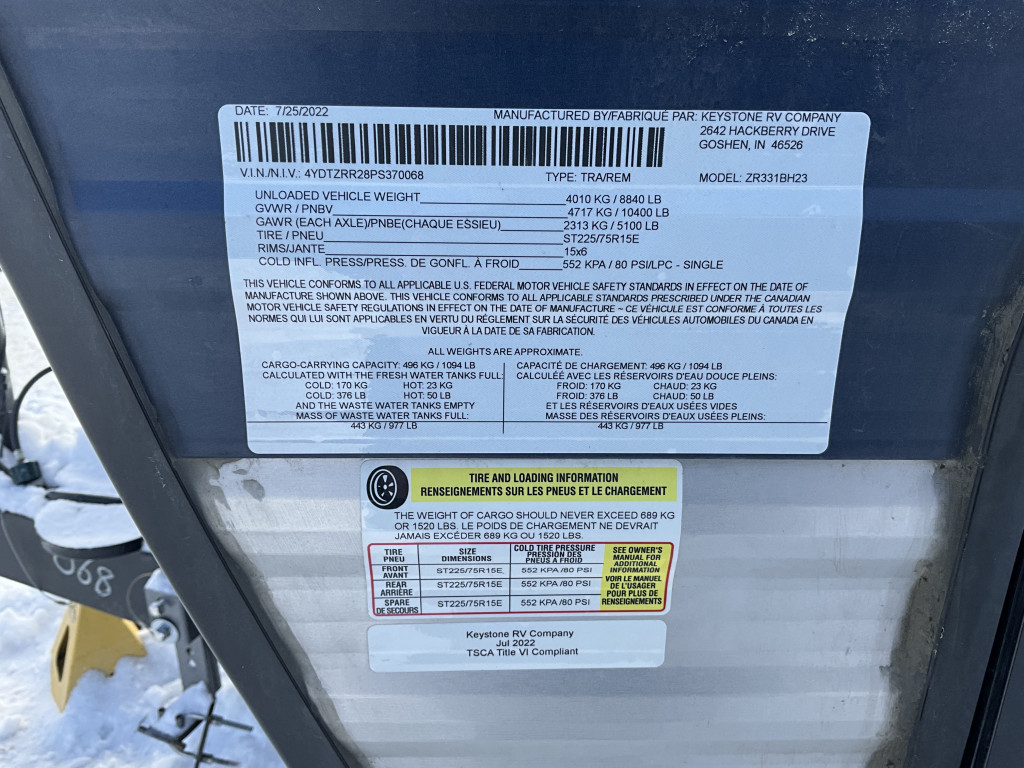 DATE: 7/25/2022 MANUFACTURED BY/FABRIQUÉ PAR: KEYSTONE RV COMPANY
2642 HACKBERRY DRIVE
GOSHEN, IN 46526
V.I.N./N.I.V.: 4YDTZRR28PS370068 TYPE: TRA/REM MODEL: ZR331BH23
UNLOADED VEHICLE WEIGHT 4010 KG / 8840 LB
GVWR / PNBV 4717 KG / 10400 LB
GAWR (EACH AXLE)/PNBE(CHAQUE ESSIEU) 2313 KG / 5100 LB
TIRE / PNEU ST225/75R15E
RIMS/JANTE 15x6
COLD INFL. PRESS/PRESS. DE GONFL. À FROID 552 KPA / 80 PSI/LPC - SINGLE
THIS VEHICLE CONFORMS TO ALL APPLICABLE U.S. FEDERAL MOTOR VEHICLE SAFETY STANDARDS IN EFFECT ON THE DATE OF
MANUFACTURE SHOWN ABOVE. THIS VEHICLE CONFORMS TO ALL APPLICABLE STANDARDS PRESCRIBED UNDER THE CANADIAN
MOTOR VEHICLE SAFETY REGULATIONS IN EFFECT ON THE DATE OF MANUFACTURE ~ CE VÉHICULE EST CONFORME À TOUTES LES
NORMES QUI LUI SONT APPLICABLES EN VERTU DU RÉGLEMENT SUR LA SÉCURITÉ DES VÉHICULES AUTOMOBILES DU CANADA EN
VIGUEUR À LA DATE DE SA FABRICATION.
ALL WEIGHTS ARE APPROXIMATE.
CARGO-CARRYING CAPACITY: 496 KG / 1094 LB
CALCULATED WITH THE FRESH WATER TANKS FULL:
COLD: 170 KG HOT: 23 KG
COLD: 376 LB HOT: 50 LB
AND THE WASTE WATER TANKS EMPTY
MASS OF WASTE WATER TANKS FULL:
443 KG / 977 LB
CAPACITÉ DE CHARGEMENT: 496 KG / 1094 LB
CALCULÉE AVEC LES RÉSERVOIRS D'EAU DOUCE PLEINS:
FROID: 170 KG CHAUD: 23 KG
FROID: 376 LB CHAUD: 50 LB
ET LES RÉSERVOIRS D'EAUX USÉES VIDES
MASSE DES RÉSERVOIRS D'EAUX USÉES PLEINS:
443 KG / 977 LB
TIRE AND LOADING INFORMATION
RENSEIGNEMENTS SUR LES PNEUS ET LE CHARGEMENT
THE WEIGHT OF CARGO SHOULD NEVER EXCEED 689 KG
OR 1520 LBS. LE POIDS DE CHARGEMENT NE DEVRAIT
JAMAIS EXCÉDER 689 KG OU 1520 LBS.
TIRE PNEU
SIZE DIMENSIONS
COLD TIRE PRESSURE
PRESSION DES
PNEUS A FROID
FRONT AVANT ST225/75R15E 552 KPA /80 PSI
REAR ARRIÈRE ST225/75R15E 552 KPA /80 PSI
SPARE DE SECOURS ST225/75R15E 552 KPA /80 PSI
SEE OWNER'S
MANUAL FOR
ADDITIONAL
INFORMATION
VOIR LE MANUEL
DE L'USAGER
POUR PLUS DE
RENSEIGNEMENTS
Keystone RV Company
Jul 2022
TSCA Title VI Compliant
068